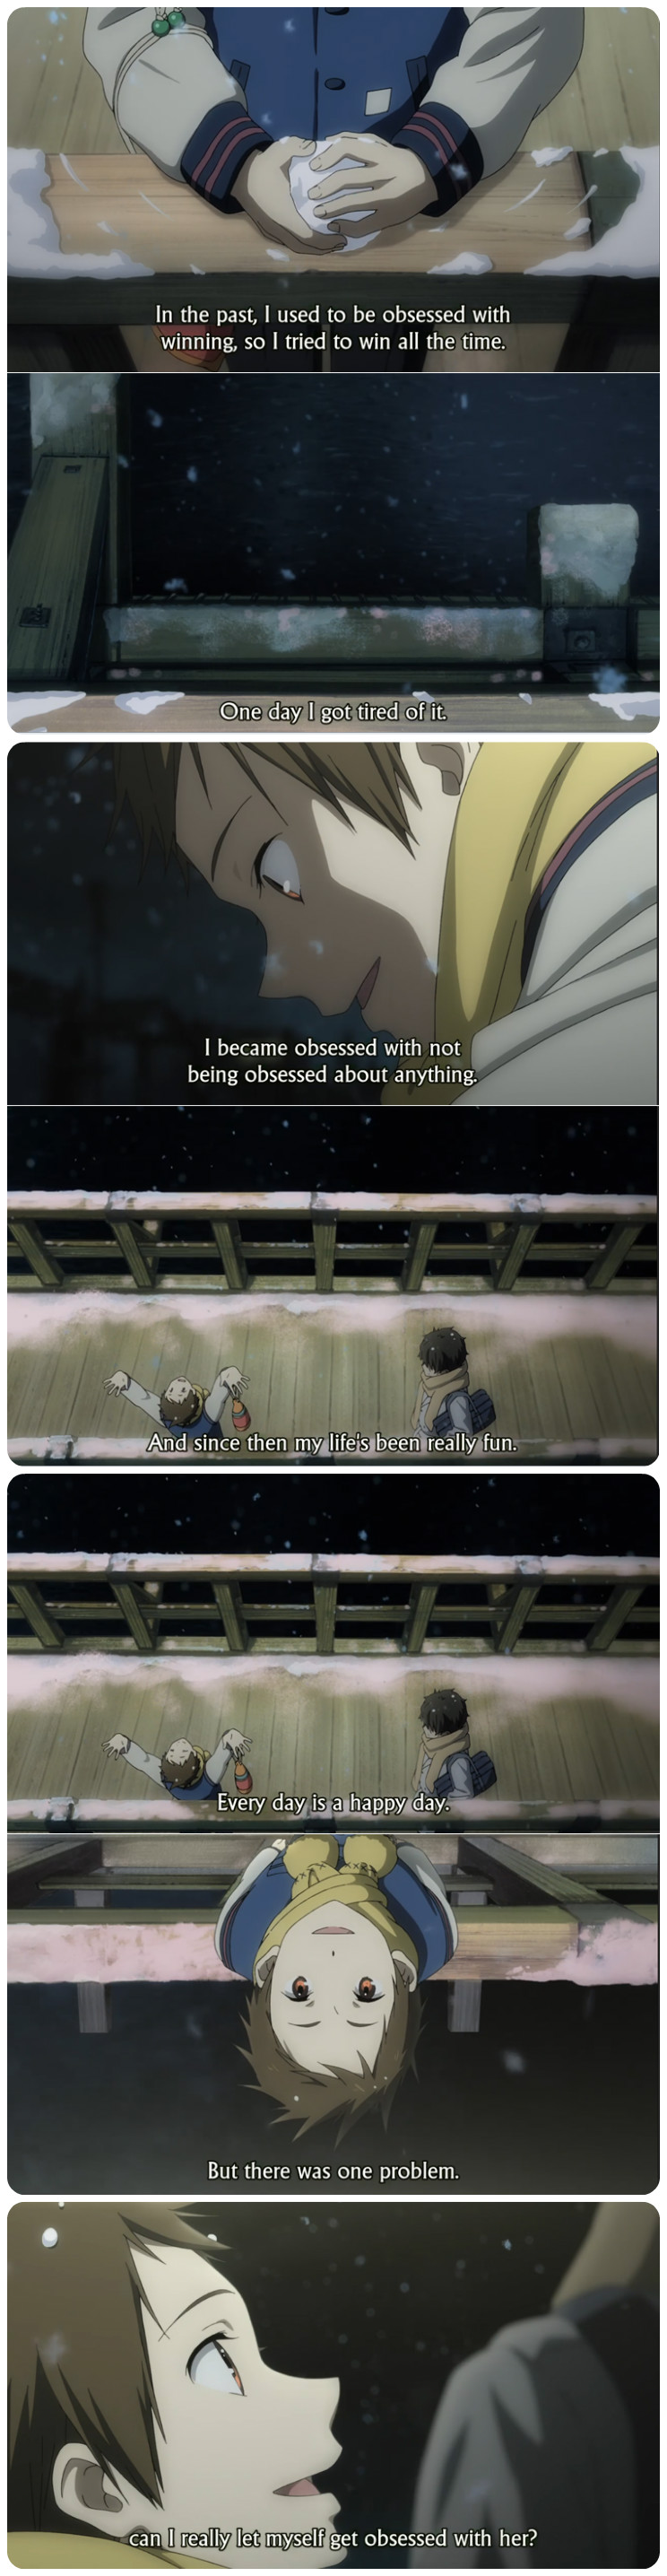 In the past, I used to be obsessed with
winning, so I tried to win all the time.
One day I got tired of it.
I became obsessed with not
being obsessed about anything.
And since then my life's been really fun.
Every day is a happy day.
But there was one problem.
can I really let myself get obsessed with her?